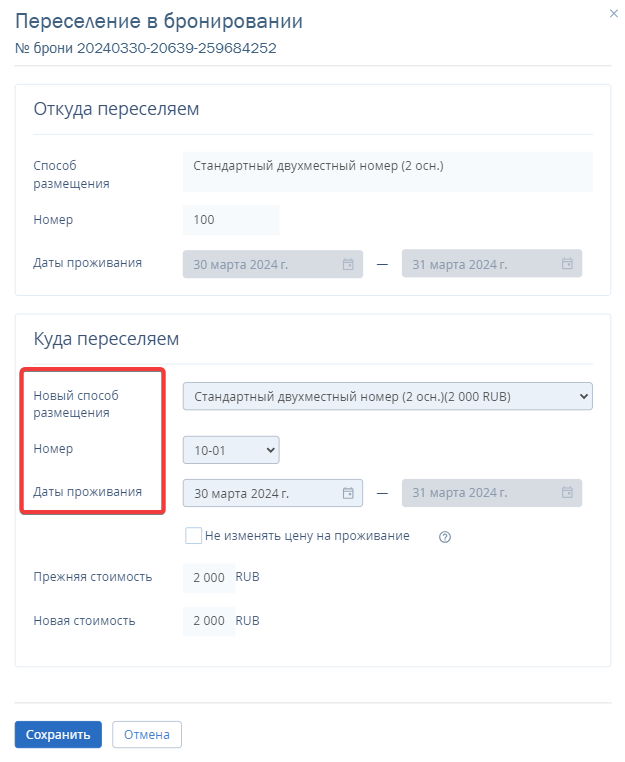 Переселение в бронировании
№ брони 20240330-20639-259684252
Откуда переселяем
Способ
размещения
Стандартный двухместный номер (2 осн.)
Номер
100
Даты проживания
30 марта 2024 г. — 31 марта 2024 г.
Куда переселяем
Новый способ
размещения
Стандартный двухместный номер (2 осн.)(2 000 RUB)
Номер
10-01
Даты проживания
30 марта 2024 г. — 31 марта 2024 г.
Не изменять цену на проживание
Прежняя стоимость
2 000 RUB
Новая стоимость
2 000 RUB
Сохранить
Отмена